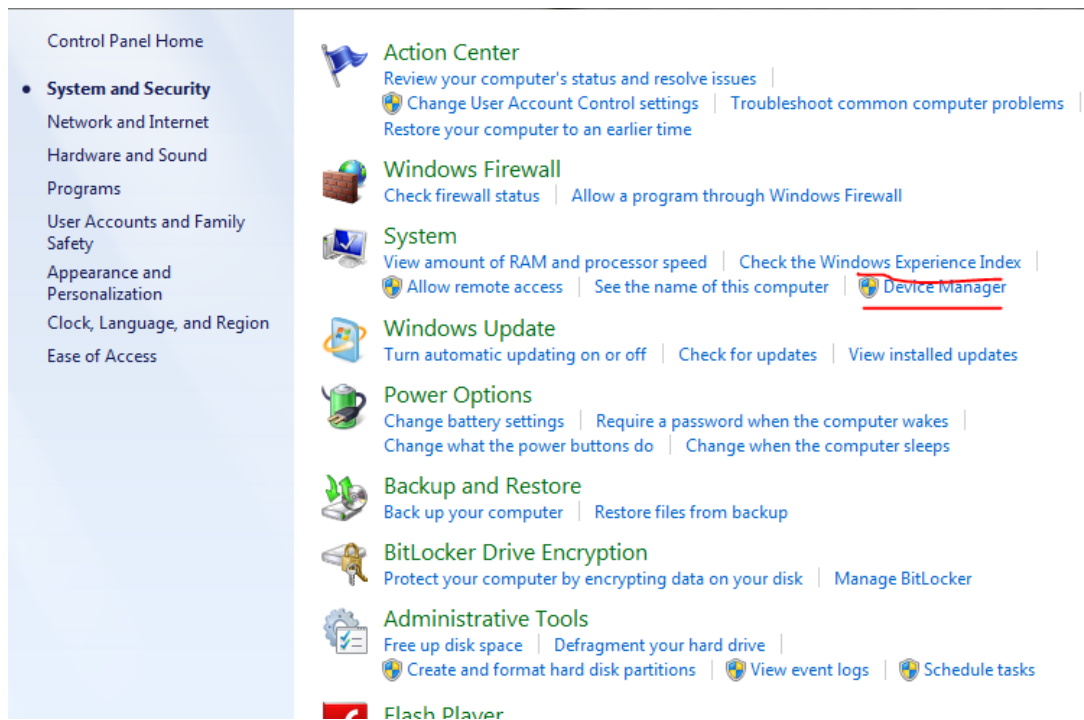 Control Panel Home
System and Security
Network and Internet
Hardware and Sound
Programs
User Accounts and Family
Safety
Appearance and
Personalization
Clock, Language, and Region
Ease of Access
Action Center
Review your computer's status and resolve issues
Change User Account Control settings Troubleshoot common computer problems
Restore your computer to an earlier time
Windows Firewall
Check firewall status Allow a program through Windows Firewall
System
View amount of RAM and processor speed Check the Windows Experience Index
Allow remote access See the name of this computer Device Manager
Windows Update
Turn automatic updating on or off Check for updates View installed updates
Power Options
Change battery settings Require a password when the computer wakes
Change what the power buttons do Change when the computer sleeps
Backup and Restore
Back up your computer Restore files from backup
BitLocker Drive Encryption
Protect your computer by encrypting data on your disk Manage BitLocker
Administrative Tools
Free up disk space Defragment your hard drive
Create and format hard disk partitions View event logs Schedule tasks
Flash Player